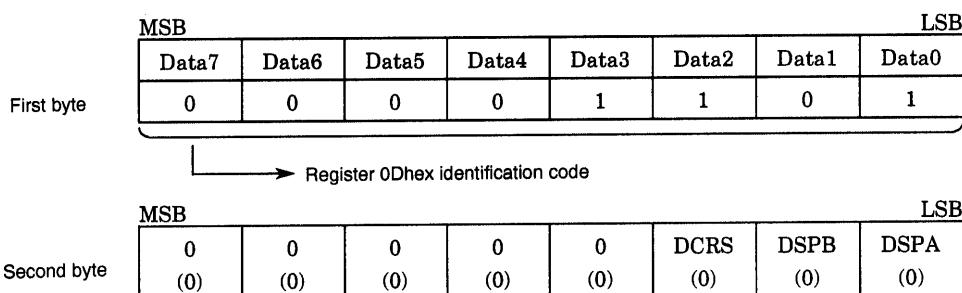 MSB LSB
Data7 Data6 Data5 Data4 Data3 Data2 Data1 Data0
First byte 0 0 0 0 1 1 0 1
Register 0Dhex identification code
MSB LSB
0 0 0 0 0 DCRS DSPB DSPA
Second byte (0) (0) (0) (0) (0) (0) (0) (0)